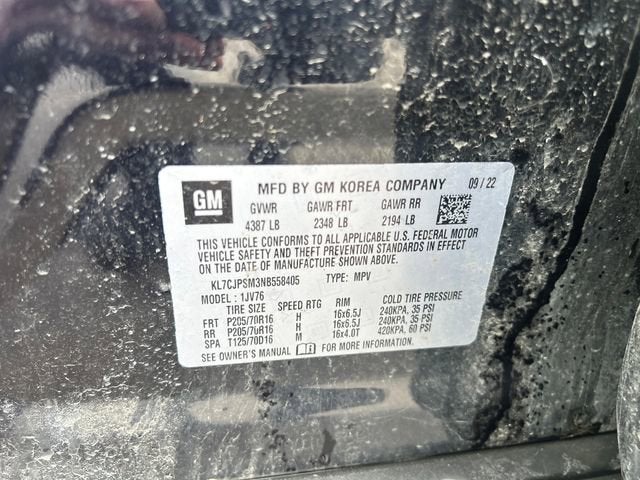 GM MFD BY GM KOREA COMPANY 09 / 22
GVWR GAWR FRT GAWR RR
4387 LB 2348 LB 2194 LB
THIS VEHICLE CONFORMS TO ALL APPLICABLE U.S. FEDERAL MOTOR
VEHICLE SAFETY AND THEFT PREVENTION STANDARDS IN EFFECT
ON THE DATE OF MANUFACTURE SHOWN ABOVE.
KL7CJPSM3NB558405 TYPE: MPV
MODEL: 1JV76
TIRE SIZE SPEED RTG RIM COLD TIRE PRESSURE
FRT P205/70R16 H 16x6.5J 240KPA, 35 PSI
RR P205/70R16 H 16x6.5J 240KPA, 35 PSI
SPA T125/70D16 M 16x4.0T 420KPA, 60 PSI
SEE OWNER'S MANUAL FOR MORE INFORMATION.